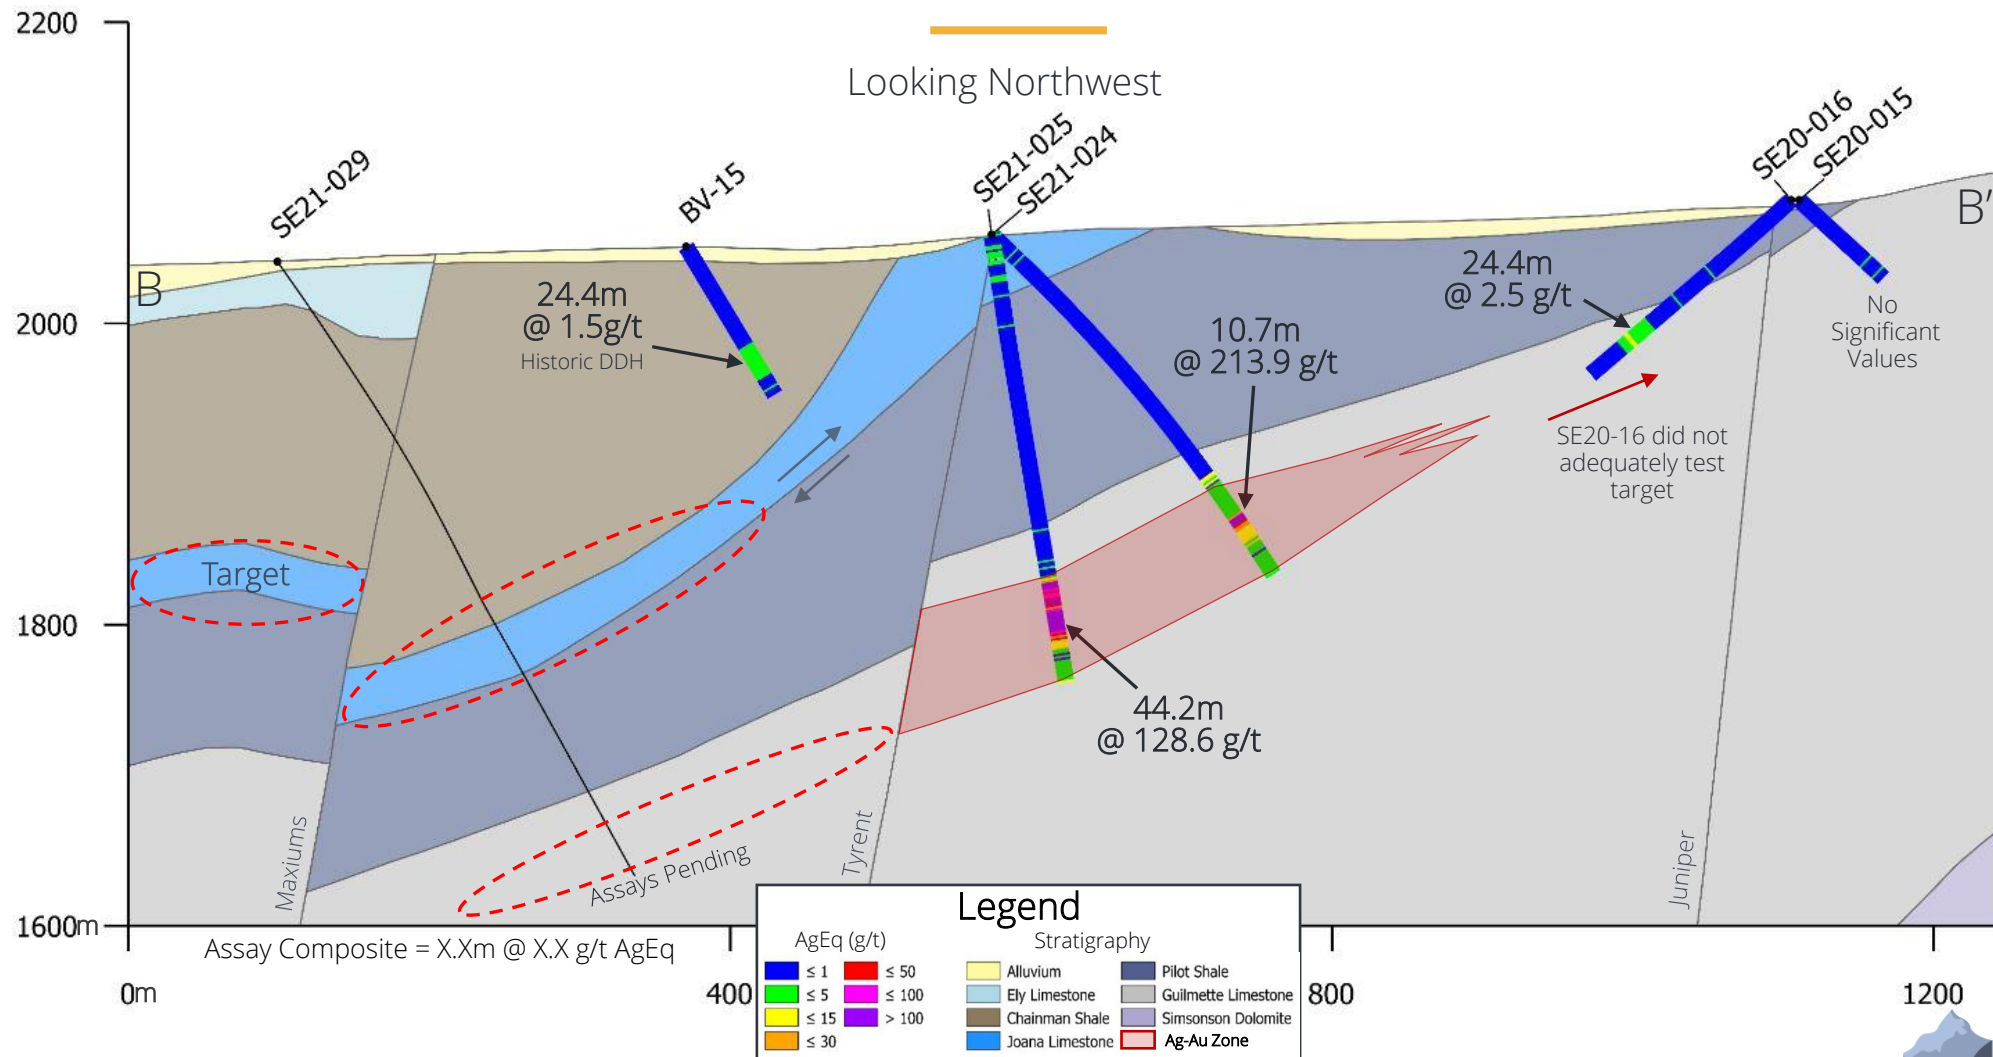 2200
Looking Northwest
SE21-029
BV-15
SE21-025
SE21-024
SE20-016
SE20-015
B
B'
24.4m
@ 1.5g/t
Historic DDH
10.7m
@ 213.9 g/t
24.4m
@ 2.5 g/t
No
Significant
Values
2000
SE20-16 did not
adequately test
target
Target
1800
44.2m
@ 128.6 g/t
Maxiums
Assays Pending
Tyrent
Juniper
1600m
Assay Composite = X.Xm @ X.X g/t AgEq
0m
400
800
1200
Legend
AgEq (g/t)
≤ 1
≤ 5
≤ 15
≤ 30
≤ 50
≤ 100
> 100
Stratigraphy
Alluvium
Ely Limestone
Chainman Shale
Joana Limestone
Pilot Shale
Guilmette Limestone
Simsonson Dolomite
Ag-Au Zone